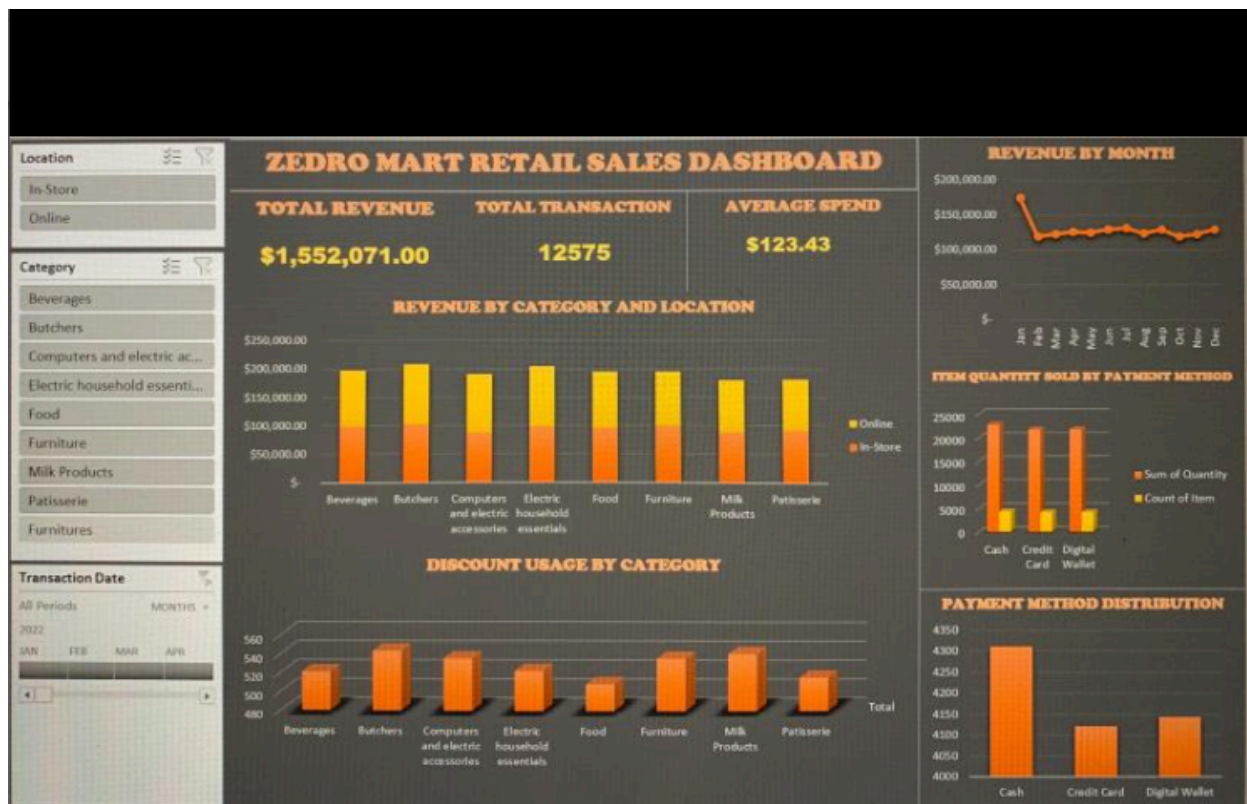 Location
In-Store
Online
Category
Beverages
Butchers
Computers and electric ac...
Electric household essenti...
Food
Furniture
Milk Products
Patisserie
Furnitures
Transaction Date
All Periods MONTHS
2022
JAN FEB MAR APR
ZEDRO MART RETAIL SALES DASHBOARD
TOTAL REVENUE
$1,552,071.00
TOTAL TRANSACTION
12575
AVERAGE SPEND
$123.43
REVENUE BY CATEGORY AND LOCATION
$250,000.00
$200,000.00
$150,000.00
$100,000.00
$50,000.00
$-
Beverages
Butchers
Computers
and electric
accessories
Electric
household
essentials
Food
Furniture
Milk
Products
Patisserie
Online
In-Store
DISCOUNT USAGE BY CATEGORY
560
540
520
500
480
Beverages
Butchers
Computers
and electric
accessories
Electric
household
essentials
Food
Furniture
Milk
Products
Patisserie
Total
REVENUE BY MONTH
$200,000.00
$150,000.00
$100,000.00
$50,000.00
$-
Jan
Feb
Mar
Apr
May
Jun
Jul
Aug
Sep
Oct
Nov
Dec
ITEM QUANTITY SOLD BY PAYMENT METHOD
25000
20000
15000
10000
5000
0
Cash
Credit
Card
Digital
Wallet
Sum of Quantity
Count of Item
PAYMENT METHOD DISTRIBUTION
4350
4300
4250
4200
4150
4100
4050
4000
Cash
Credit Card
Digital Wallet